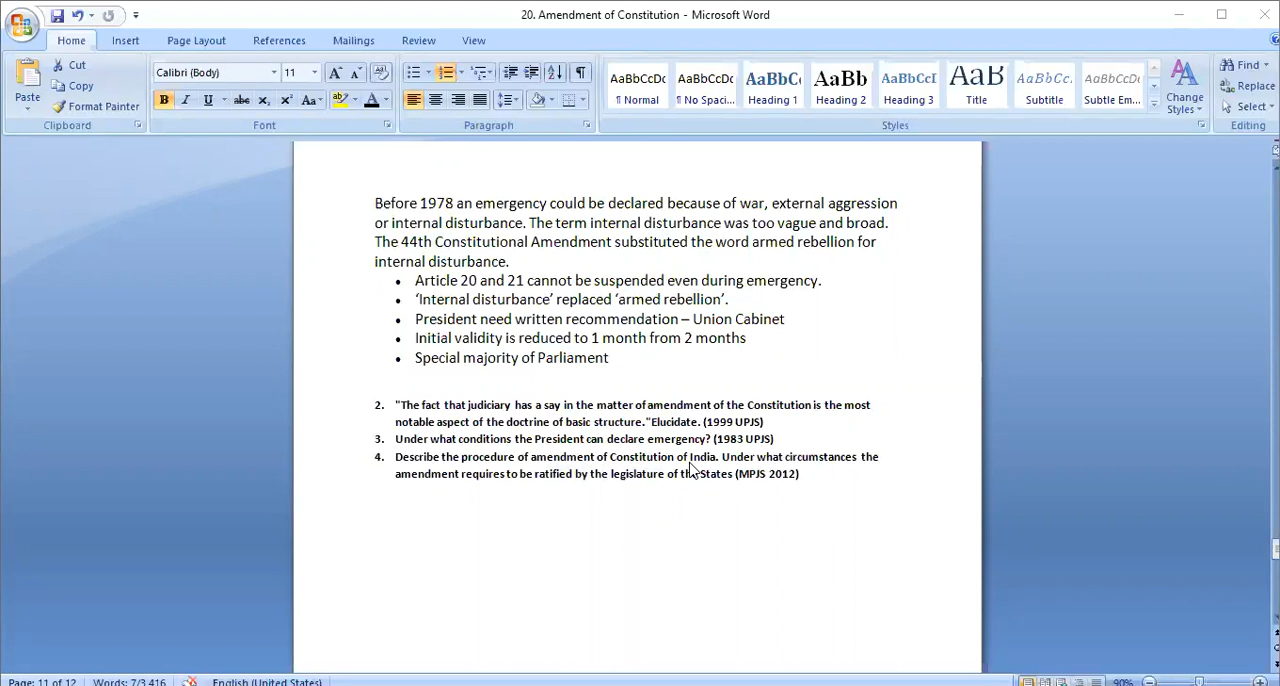 20. Amendment of Constitution - Microsoft Word
Home Insert Page Layout References Mailings Review View
Paste Cut Copy Format Painter Clipboard
Calibri (Body) 11
Font
Paragraph
AaBbCcDc ¶ Normal
AaBbCcDc ¶ No Spaci...
AaBbC( Heading 1
AaBb Heading 2
AaBbCcI Heading 3
AaB Title
AaBbCc. Subtitle
AaBbCcDc Subtle Em...
Change Styles
Styles
Find
Replace
Select
Editing
Before 1978 an emergency could be declared because of war, external aggression
or internal disturbance. The term internal disturbance was too vague and broad.
The 44th Constitutional Amendment substituted the word armed rebellion for
internal disturbance.
• Article 20 and 21 cannot be suspended even during emergency.
• ‘Internal disturbance’ replaced ‘armed rebellion’.
• President need written recommendation – Union Cabinet
• Initial validity is reduced to 1 month from 2 months
• Special majority of Parliament
2. "The fact that judiciary has a say in the matter of amendment of the Constitution is the most
notable aspect of the doctrine of basic structure."Elucidate. (1999 UPJS)
3. Under what conditions the President can declare emergency? (1983 UPJS)
4. Describe the procedure of amendment of Constitution of India. Under what circumstances the
amendment requires to be ratified by the legislature of the States (MPJS 2012)
Page: 11 of 12 Words: 7/3,416 English (United States) 90%